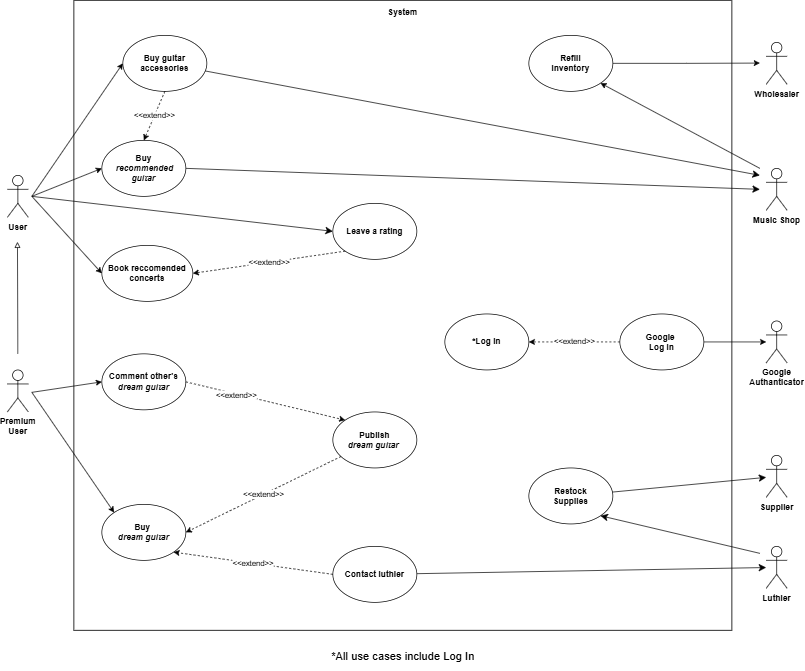 System
Buy guitar
accessories
Refill
Inventory
Wholesaler
<<extend>>
Buy
recommended
guitar
User
Music Shop
Leave a rating
<<extend>>
Book reccomended
concerts
*Log In
<<extend>>
Google
Log In
Google
Authanticator
Comment other's
dream guitar
<<extend>>
Premium
User
Publish
dream guitar
<<extend>>
Restock
Supplies
Supplier
Buy
dream guitar
<<extend>>
Contact luthier
Luthier
*All use cases include Log In